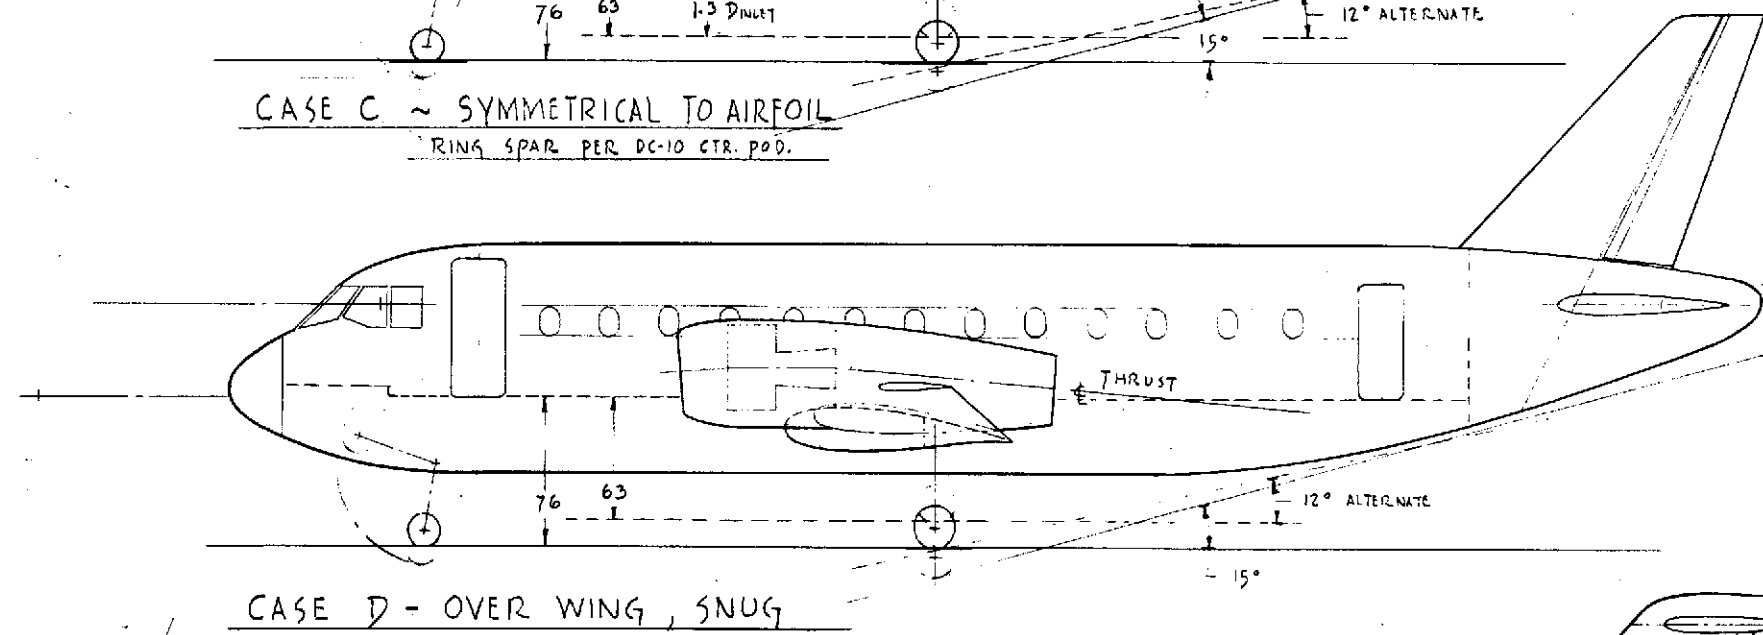 76 63 1.3 DINLET 12° ALTERNATE
15°
CASE C ~ SYMMETRICAL TO AIRFOIL
RING SPAR PER DC-10 CTR. POD.
℄ THRUST
76 63 12° ALTERNATE
15°
CASE D - OVER WING, SNUG